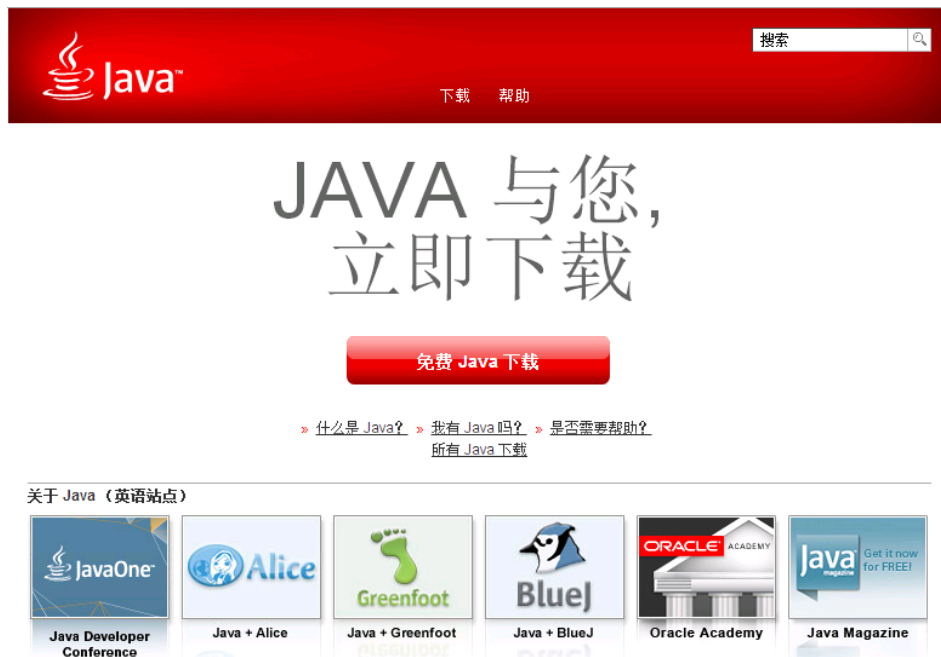 Java™
搜索
下载 帮助
JAVA 与您,
立即下载
免费 Java 下载
» 什么是 Java? » 我有 Java 吗? » 是否需要帮助?
所有 Java 下载
关于 Java （英语站点）
JavaOne™
Alice
Greenfoot
BlueJ
ORACLE ACADEMY
Java magazine
Get it now
for FREE!
Java Developer
Conference
Java + Alice
Java + Greenfoot
Java + BlueJ
Oracle Academy
Java Magazine